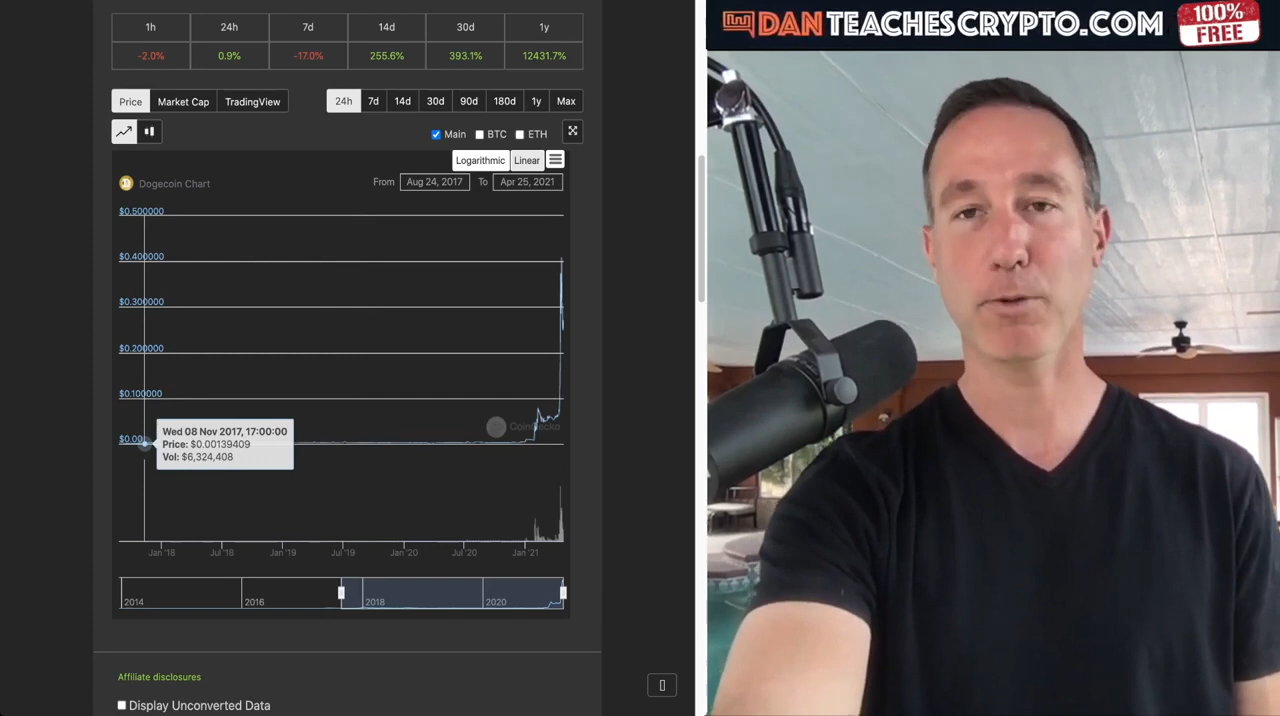 1h 24h 7d 14d 30d 1y
-2.0% 0.9% -17.0% 255.6% 393.1% 12431.7%
Price Market Cap TradingView 24h 7d 14d 30d 90d 180d 1y Max
Main BTC ETH
Logarithmic Linear
Dogecoin Chart From Aug 24, 2017 To Apr 25, 2021
$0.500000
$0.400000
$0.300000
$0.200000
$0.100000
$0.00
Wed 08 Nov 2017, 17:00:00
Price: $0.00139409
Vol: $6,324,408
CoinGecko
Jan '18 Jul '18 Jan '19 Jul '19 Jan '20 Jul '20 Jan '21
2014 2016 2018 2020
Affiliate disclosures
Display Unconverted Data
DANTEACHESCRYPTO.COM
100%
FREE